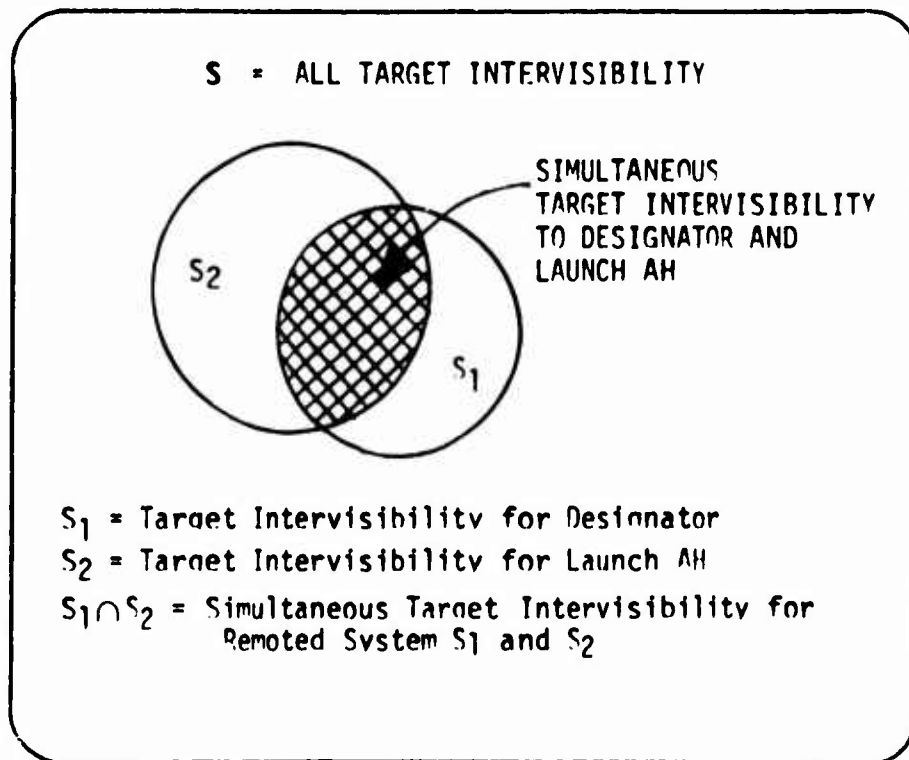 S = ALL TARGET INTERVISIBILITY
SIMULTANEOUS
TARGET INTERVISIBILITY
TO DESIGNATOR AND
LAUNCH AH
S2
S1
S1 = Target Intervisibility for Designator
S2 = Target Intervisibility for Launch AH
S1∩S2 = Simultaneous Target Intervisibility for
Remoted System S1 and S2